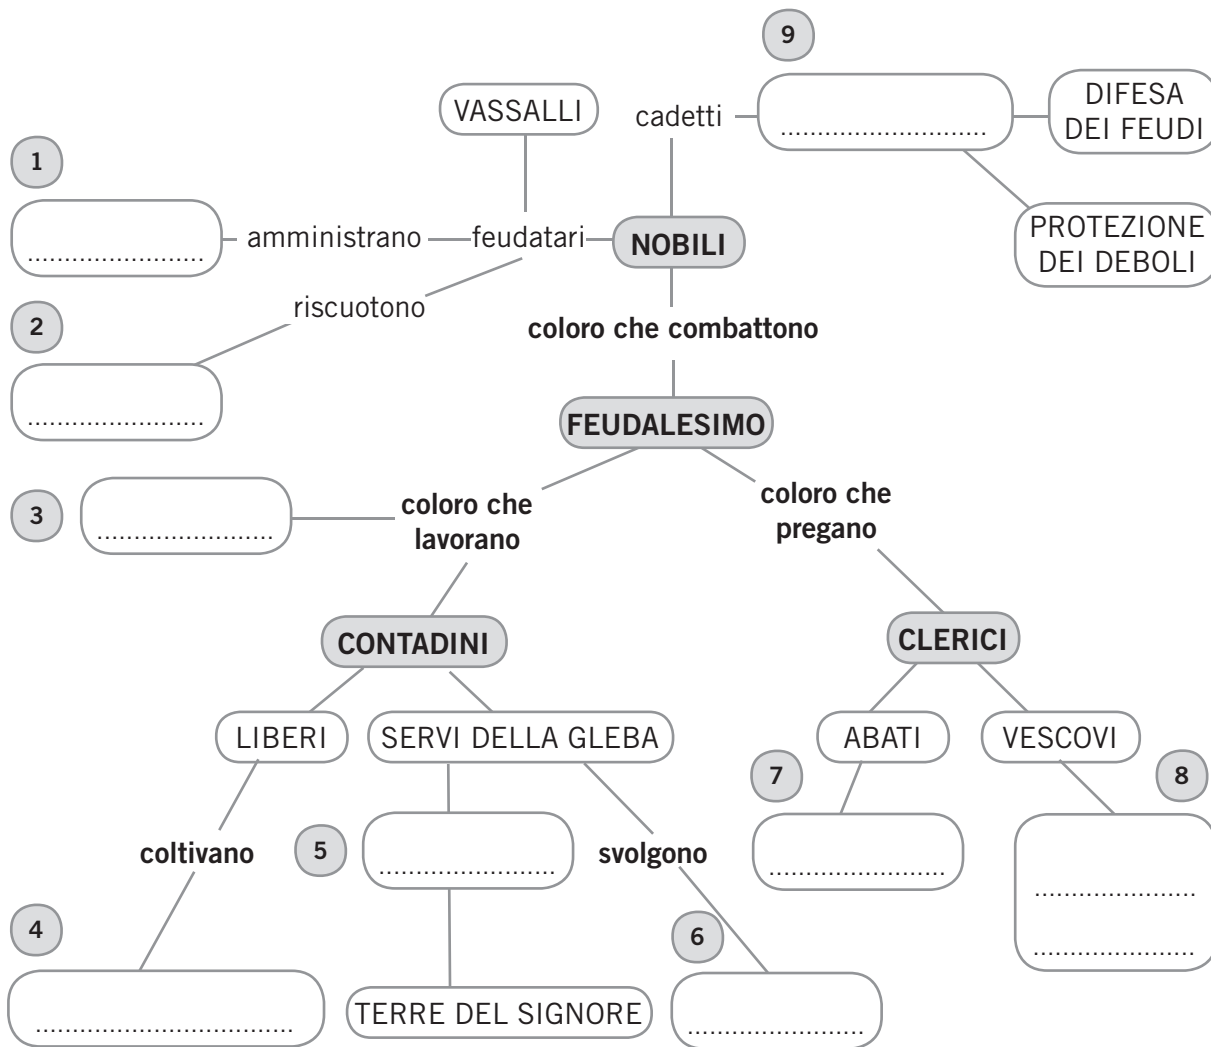 9
VASSALLI
cadetti
..............................
DIFESA
DEI FEUDI
1
..........................
amministrano
feudatari
NOBILI
PROTEZIONE
DEI DEBOLI
riscuotono
2
..........................
coloro che combattono
FEUDALESIMO
3
..........................
coloro che
lavorano
coloro che
pregano
CONTADINI
CLERICI
LIBERI
SERVI DELLA GLEBA
ABATI
VESCOVI
7
8
coltivano
5
.........................
svolgono
.........................
.......................
.......................
4
......................................
6
.........................
TERRE DEL SIGNORE